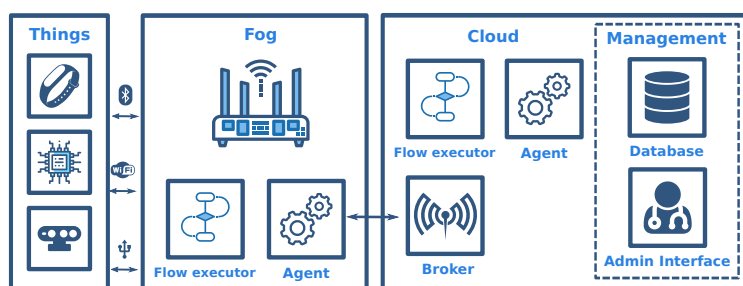 Things
Fog
Cloud
Management
WiFi
Flow executor
Agent
Database
Flow executor
Agent
Broker
Admin Interface